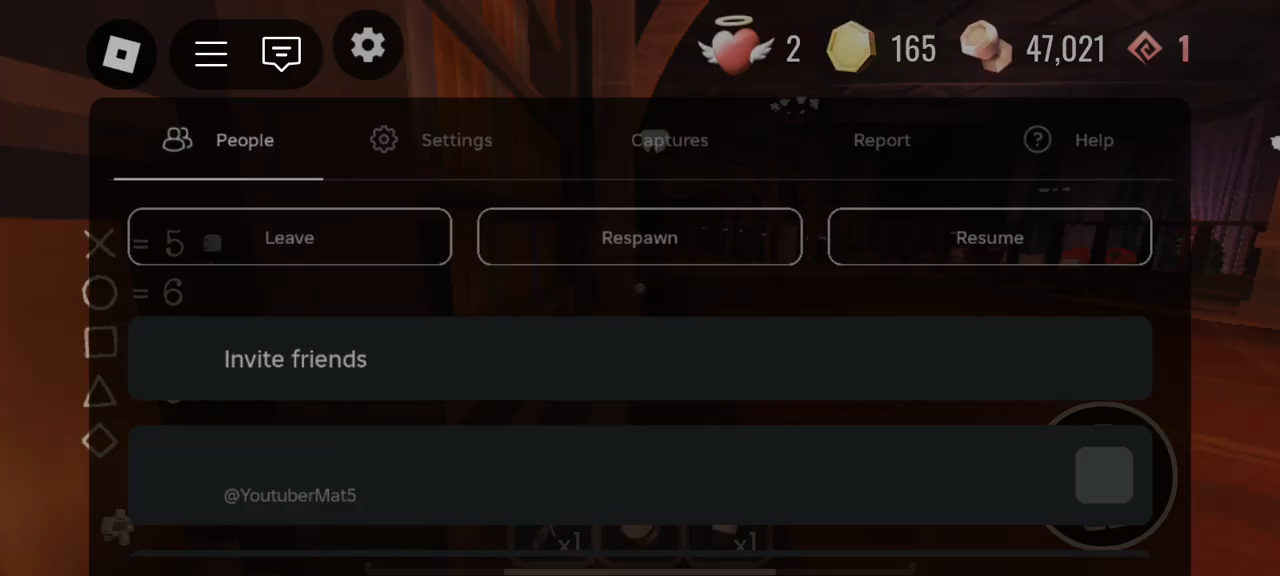 2 165 47,021 1
People Settings Captures Report Help
Leave Respawn Resume
= 5
= 6
Invite friends
@YoutuberMat5
x1 x1